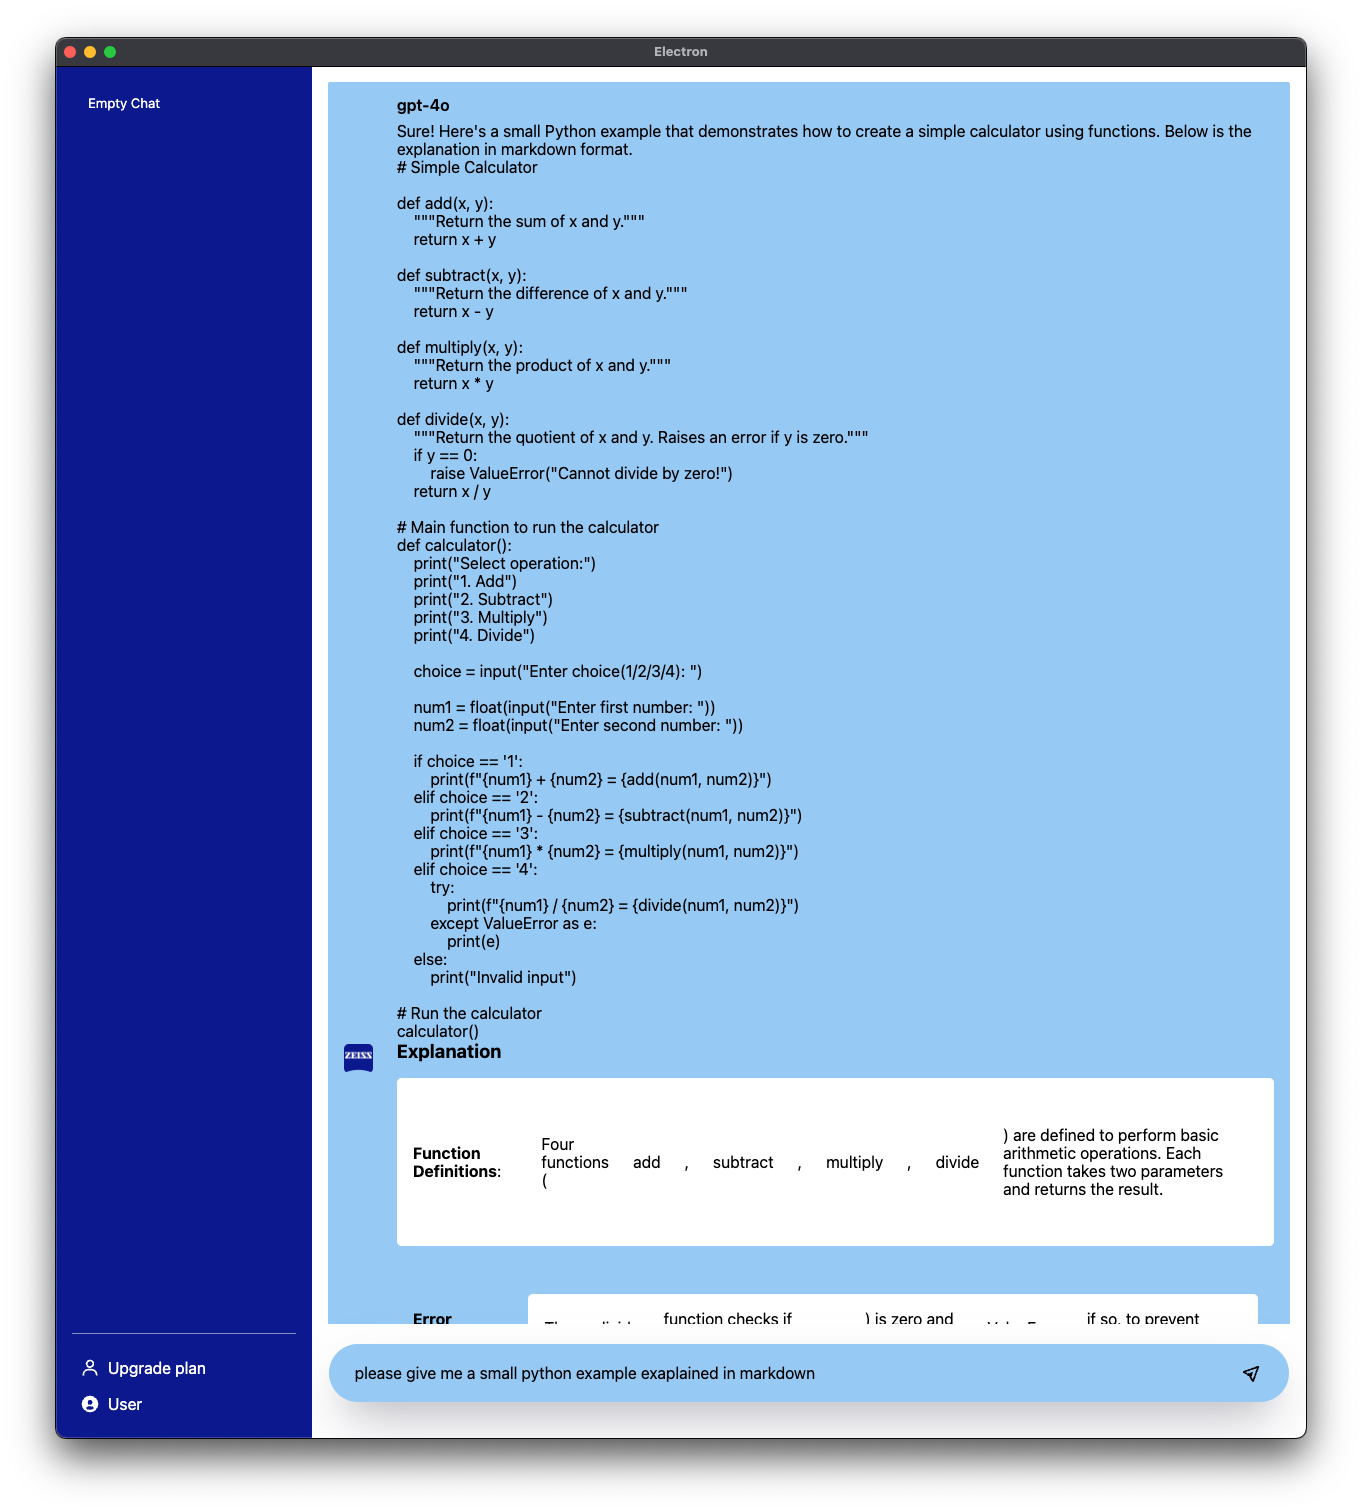 Electron
Empty Chat
gpt-4o
Sure! Here's a small Python example that demonstrates how to create a simple calculator using functions. Below is the
explanation in markdown format.
# Simple Calculator
def add(x, y):
    """Return the sum of x and y."""
    return x + y
def subtract(x, y):
    """Return the difference of x and y."""
    return x - y
def multiply(x, y):
    """Return the product of x and y."""
    return x * y
def divide(x, y):
    """Return the quotient of x and y. Raises an error if y is zero."""
    if y == 0:
        raise ValueError("Cannot divide by zero!")
    return x / y
# Main function to run the calculator
def calculator():
    print("Select operation:")
    print("1. Add")
    print("2. Subtract")
    print("3. Multiply")
    print("4. Divide")
    choice = input("Enter choice(1/2/3/4): ")
    num1 = float(input("Enter first number: "))
    num2 = float(input("Enter second number: "))
    if choice == '1':
        print(f"{num1} + {num2} = {add(num1, num2)}")
    elif choice == '2':
        print(f"{num1} - {num2} = {subtract(num1, num2)}")
    elif choice == '3':
        print(f"{num1} * {num2} = {multiply(num1, num2)}")
    elif choice == '4':
        try:
            print(f"{num1} / {num2} = {divide(num1, num2)}")
        except ValueError as e:
            print(e)
    else:
        print("Invalid input")
# Run the calculator
calculator()
ZEISS
Explanation
Function
Definitions:
Four
functions
(
add
,
subtract
,
multiply
,
divide
) are defined to perform basic
arithmetic operations. Each
function takes two parameters
and returns the result.
Error
function checks if
) is zero and
if so, to prevent
please give me a small python example exaplained in markdown
Upgrade plan
User